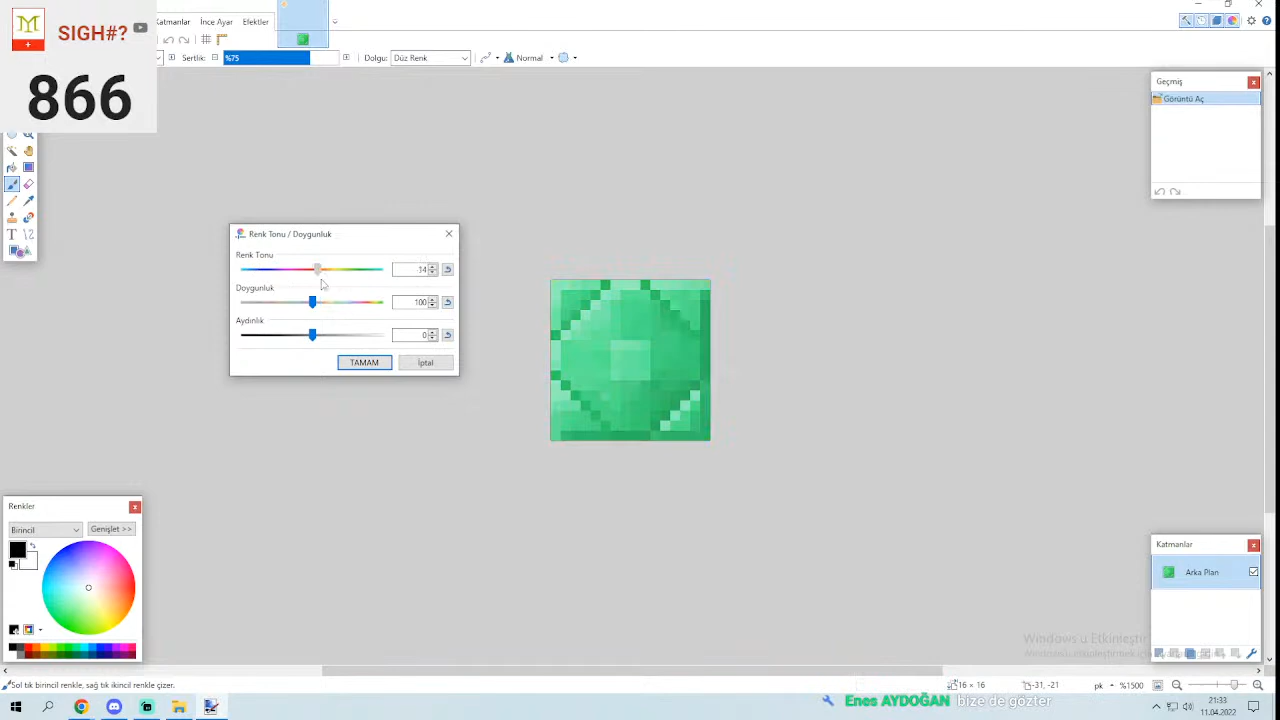 SIGH#?
866
Katmanlar İnce Ayar Efektler
Sertlik: %75 Dolgu: Düz Renk Normal
Geçmiş
Görüntü Aç
Renk Tonu / Doygunluk
Renk Tonu
14
Doygunluk
100
Aydınlık
0
TAMAM İptal
Renkler
Birincil Genişlet >>
Katmanlar
Arka Plan
Windows'u Etkinleştir
Sol tık birincil renkle, sağ tık ikincil renkle çizer.
16 × 16 -31, -21 pk %1500
Enes AYDOĞAN bize de gözter
21:33
11.04.2022